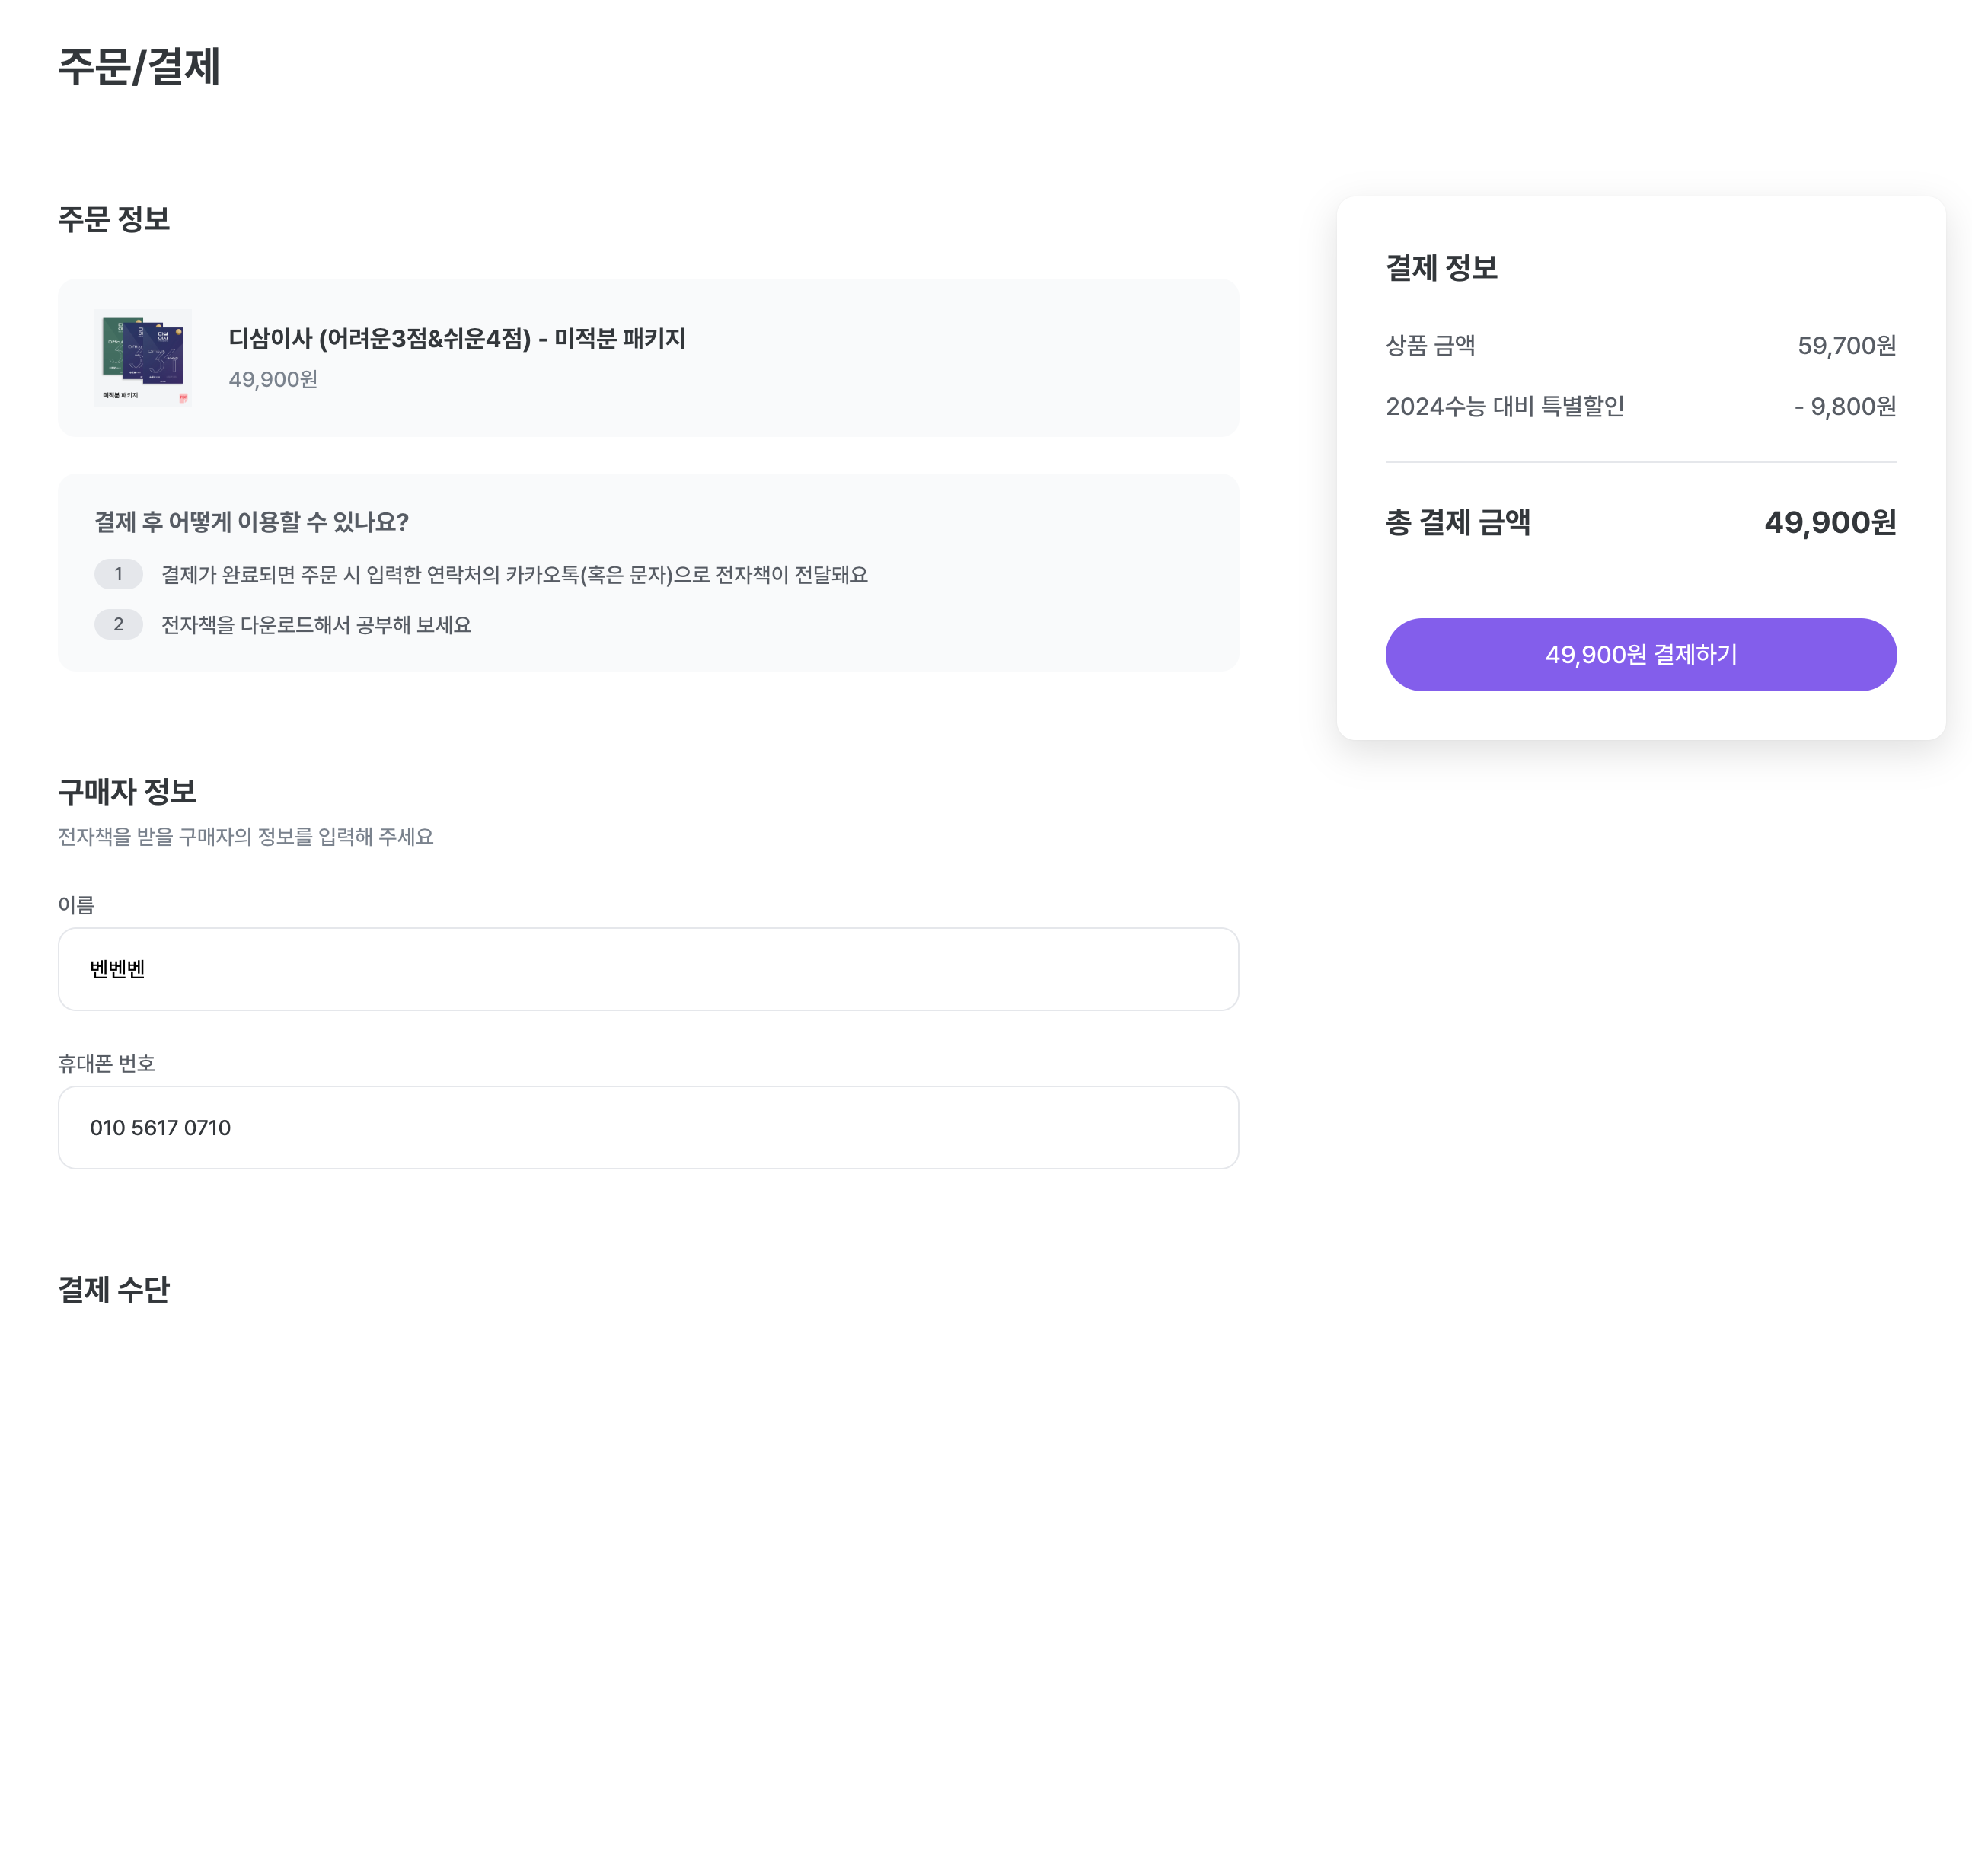 주문/결제
주문 정보
미적분 패키지
디삼이사 (어려운3점&쉬운4점) - 미적분 패키지
49,900원
결제 후 어떻게 이용할 수 있나요?
1 결제가 완료되면 주문 시 입력한 연락처의 카카오톡(혹은 문자)으로 전자책이 전달돼요
2 전자책을 다운로드해서 공부해 보세요
구매자 정보
전자책을 받을 구매자의 정보를 입력해 주세요
이름
벤벤벤
휴대폰 번호
010 5617 0710
결제 수단
결제 정보
상품 금액 59,700원
2024수능 대비 특별할인 - 9,800원
총 결제 금액 49,900원
49,900원 결제하기